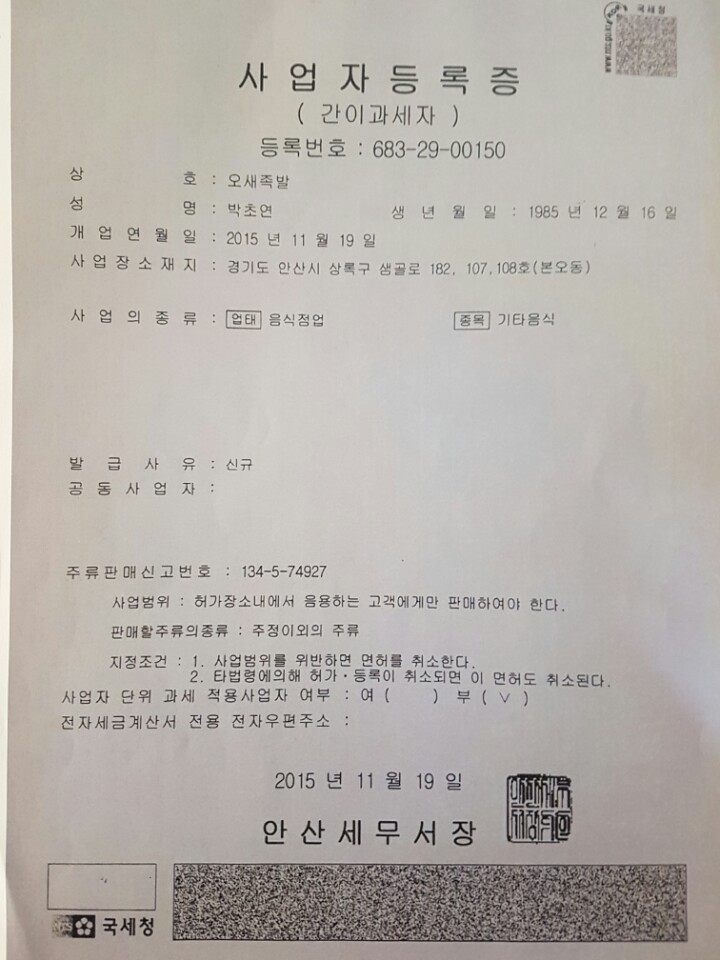 국세청
사업자등록증
( 간이과세자 )
등록번호 : 683-29-00150
상 호 : 오새족발
성 명 : 박초연 생 년 월 일 : 1985 년 12 월 16 일
개 업 연 월 일 : 2015 년 11 월 19 일
사 업 장 소 재 지 : 경기도 안산시 상록구 샘골로 182, 107,108호(본오동)
사 업 의 종 류 : 업태 음식점업 종목 기타음식
발 급 사 유 : 신규
공 동 사 업 자 :
주류판매신고번호 : 134-5-74927
사업범위 : 허가장소내에서 음용하는 고객에게만 판매하여야 한다.
판매할주류의종류 : 주정이외의 주류
지정조건 : 1. 사업범위를 위반하면 면허를 취소한다.
2. 타법령에의해 허가·등록이 취소되면 이 면허도 취소된다.
사업자 단위 과세 적용사업자 여부 : 여 ( ) 부 ( ∨ )
전자세금계산서 전용 전자우편주소 :
2015 년 11 월 19 일
안산세무서장
국세청